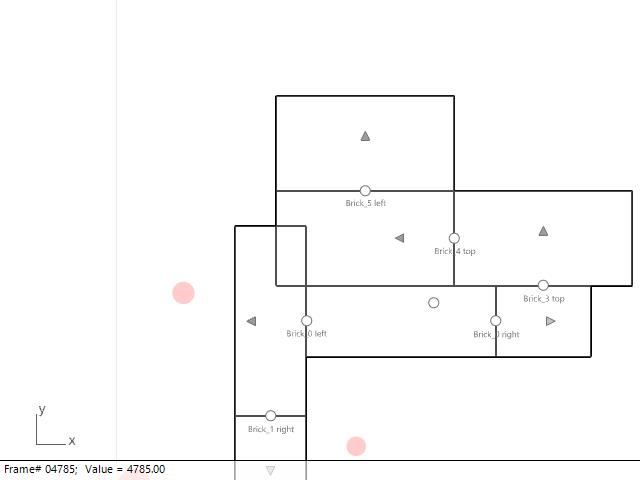 Brick_5 left
Brick_4 top
Brick_3 top
Brick_0 left
Brick_0 right
Brick_1 right
y
x
Frame# 04785; Value = 4785.00